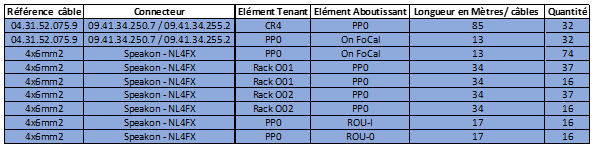 Référence câble Connecteur Elément Tenant Elément Aboutissant Longueur en Mètres/ câbles Quantité
04.31.52.075.9 09.41.34.250.7 / 09.41.34.255.2 CR4 PP0 85 32
04.31.52.075.9 09.41.34.250.7 / 09.41.34.255.2 PP0 On FoCal 13 32
4x6mm2 Speakon - NL4FX PP0 On FoCal 13 74
4x6mm2 Speakon - NL4FX Rack O01 PP0 34 37
4x6mm2 Speakon - NL4FX Rack O01 PP0 34 16
4x6mm2 Speakon - NL4FX Rack O02 PP0 34 37
4x6mm2 Speakon - NL4FX Rack O02 PP0 34 16
4x6mm2 Speakon - NL4FX PP0 ROU-I 17 16
4x6mm2 Speakon - NL4FX PP0 ROU-0 17 16